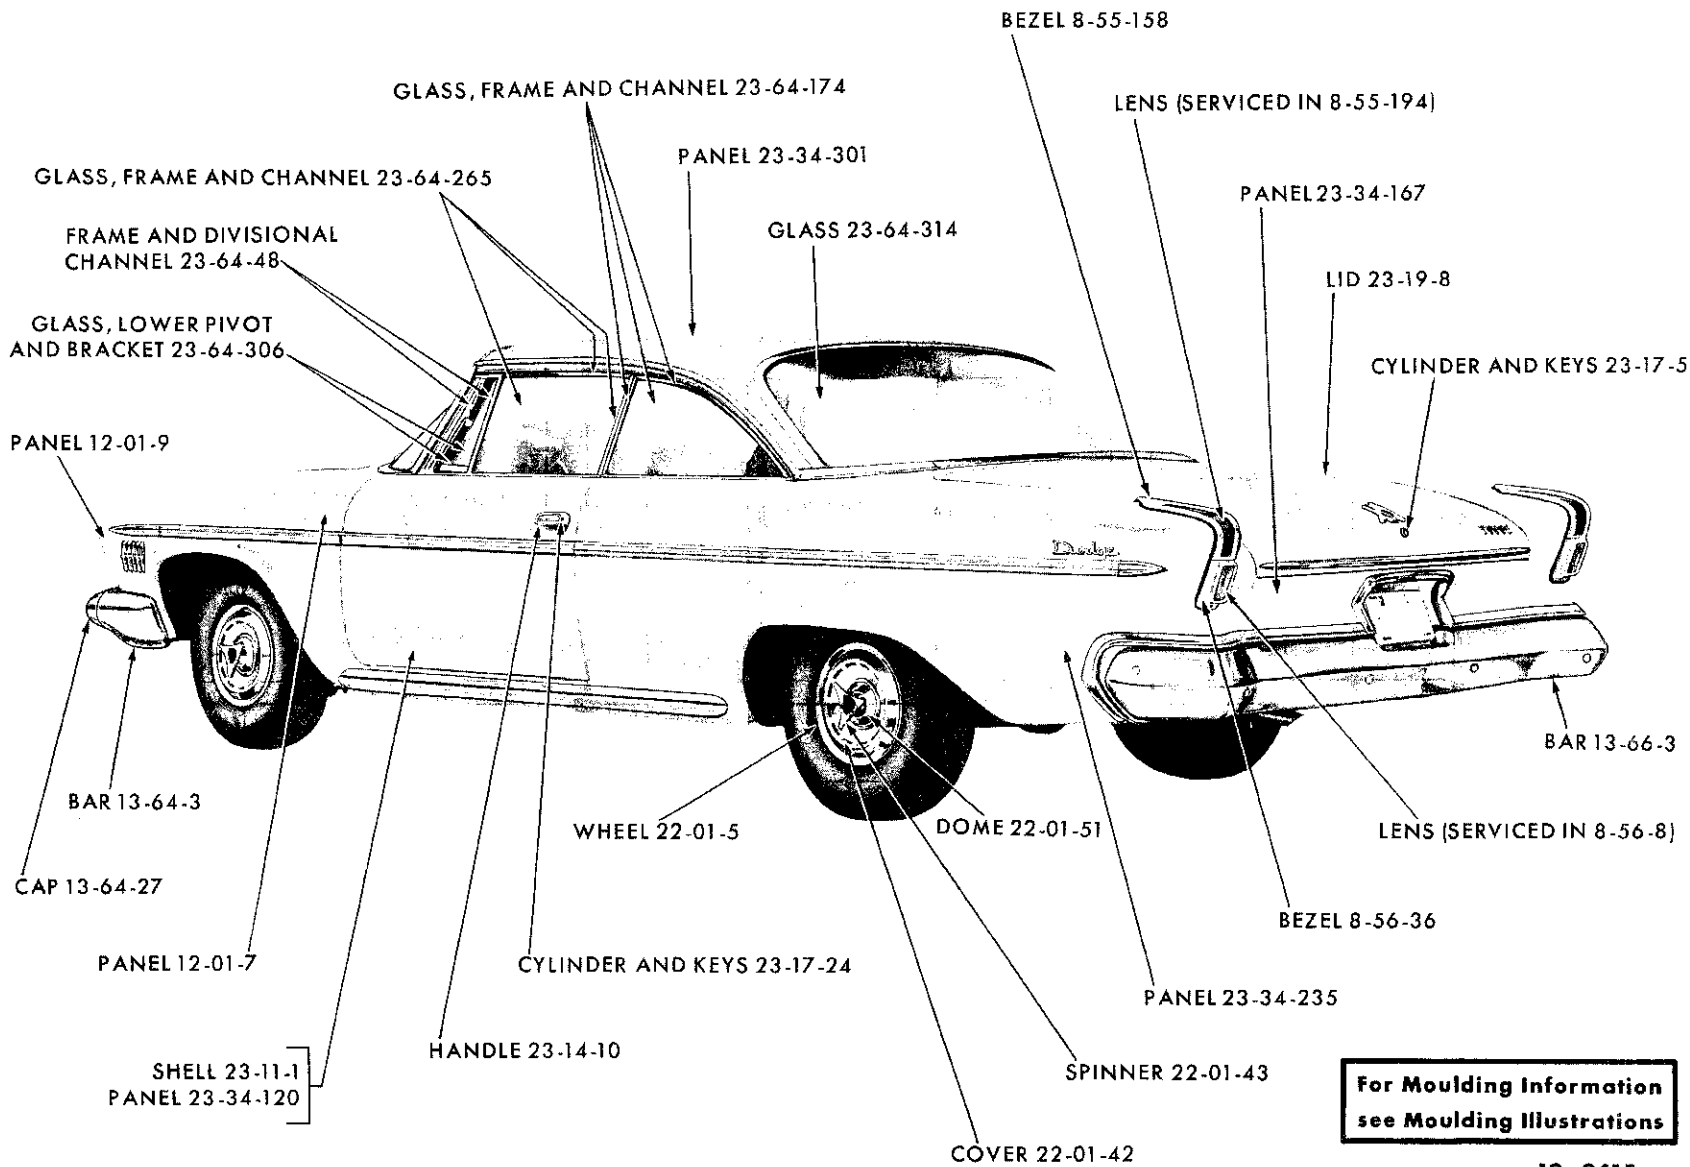 BEZEL 8-55-158
GLASS, FRAME AND CHANNEL 23-64-174
LENS (SERVICED IN 8-55-194)
PANEL 23-34-301
GLASS, FRAME AND CHANNEL 23-64-265
PANEL 23-34-167
FRAME AND DIVISIONAL
CHANNEL 23-64-48
GLASS 23-64-314
LID 23-19-8
GLASS, LOWER PIVOT
AND BRACKET 23-64-306
CYLINDER AND KEYS 23-17-5
PANEL 12-01-9
Dodge
BAR 13-66-3
BAR 13-64-3
WHEEL 22-01-5
DOME 22-01-51
LENS (SERVICED IN 8-56-8)
CAP 13-64-27
BEZEL 8-56-36
PANEL 12-01-7
CYLINDER AND KEYS 23-17-24
PANEL 23-34-235
HANDLE 23-14-10
SHELL 23-11-1
PANEL 23-34-120
SPINNER 22-01-43
For Moulding Information
see Moulding Illustrations
COVER 22-01-42